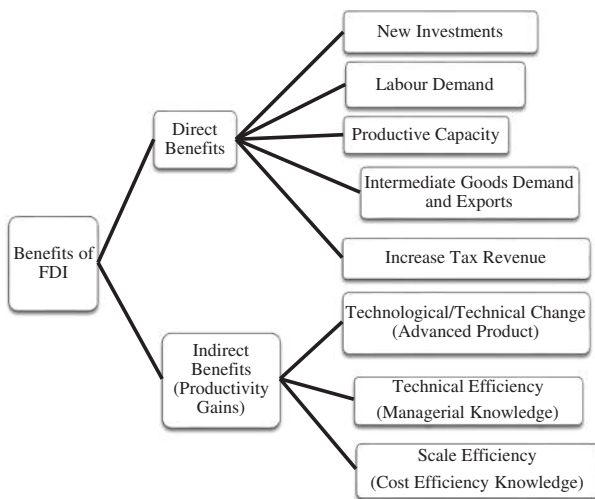 New Investments
Labour Demand
Direct
Benefits
Productive Capacity
Intermediate Goods Demand
and Exports
Increase Tax Revenue
Benefits of
FDI
Technological/Technical Change
(Advanced Product)
Indirect
Benefits
(Productivity
Gains)
Technical Efficiency
(Managerial Knowledge)
Scale Efficiency
(Cost Efficiency Knowledge)